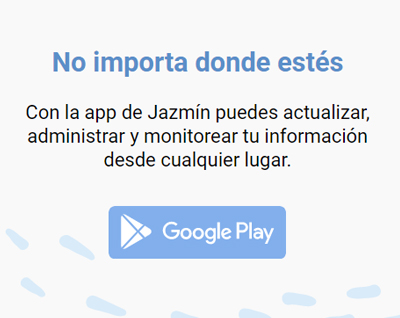 No importa donde estés
Con la app de Jazmín puedes actualizar,
administrar y monitorear tu información
desde cualquier lugar.
Google Play